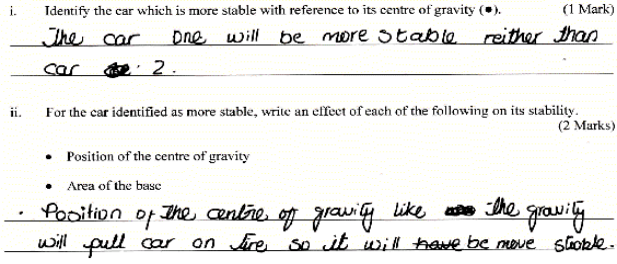 i. Identify the car which is more stable with reference to its centre of gravity (●). (1 Mark)
The car One will be more stable reither than
car 2.
ii. For the car identified as more stable, write an effect of each of the following on its stability.
(2 Marks)
• Position of the centre of gravity
• Area of the base
• Position of The centre of gravity like the gravity
will pull car on tire so it will have be move stable.